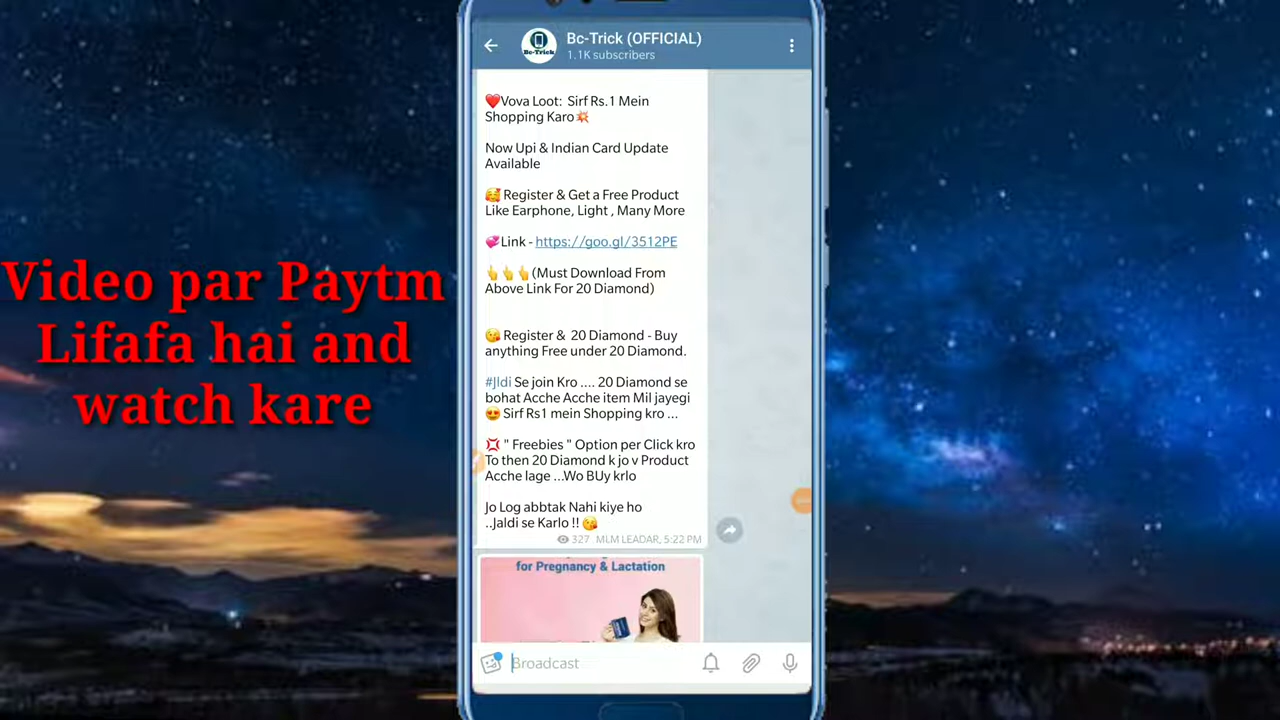 Video par Paytm
Lifafa hai and
watch kare
Bc-Trick (OFFICIAL)
1.1K subscribers
Bc-Trick
❤️Vova Loot: Sirf Rs.1 Mein
Shopping Karo💥
Now Upi & Indian Card Update
Available
🥰 Register & Get a Free Product
Like Earphone, Light , Many More
💞Link - https://goo.gl/3512PE
👆👆👆(Must Download From
Above Link For 20 Diamond)
😘 Register & 20 Diamond - Buy
anything Free under 20 Diamond.
#Jldi Se join Kro .... 20 Diamond se
bohat Acche Acche item Mil jayegi
😍 Sirf Rs1 mein Shopping kro ...
💢 " Freebies " Option per Click kro
To then 20 Diamond k jo v Product
Acche lage ...Wo BUy krlo
Jo Log abbtak Nahi kiye ho
..Jaldi se Karlo !! 😘
327 MLM LEADAR, 5:22 PM
for Pregnancy & Lactation
Broadcast